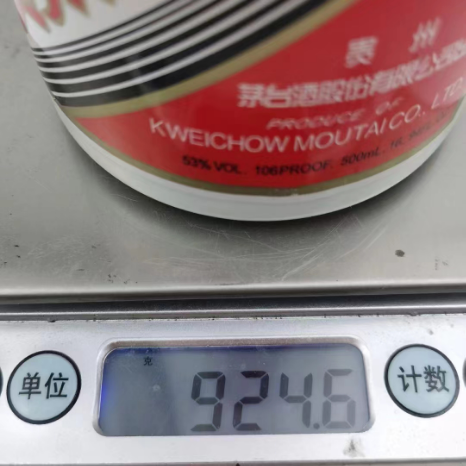 贵州
茅台酒股份有限公司
PRODUCE OF
KWEICHOW MOUTAI CO., LTD
53% VOL. 106PROOF. 500mL.
克
924.6
单位
计数